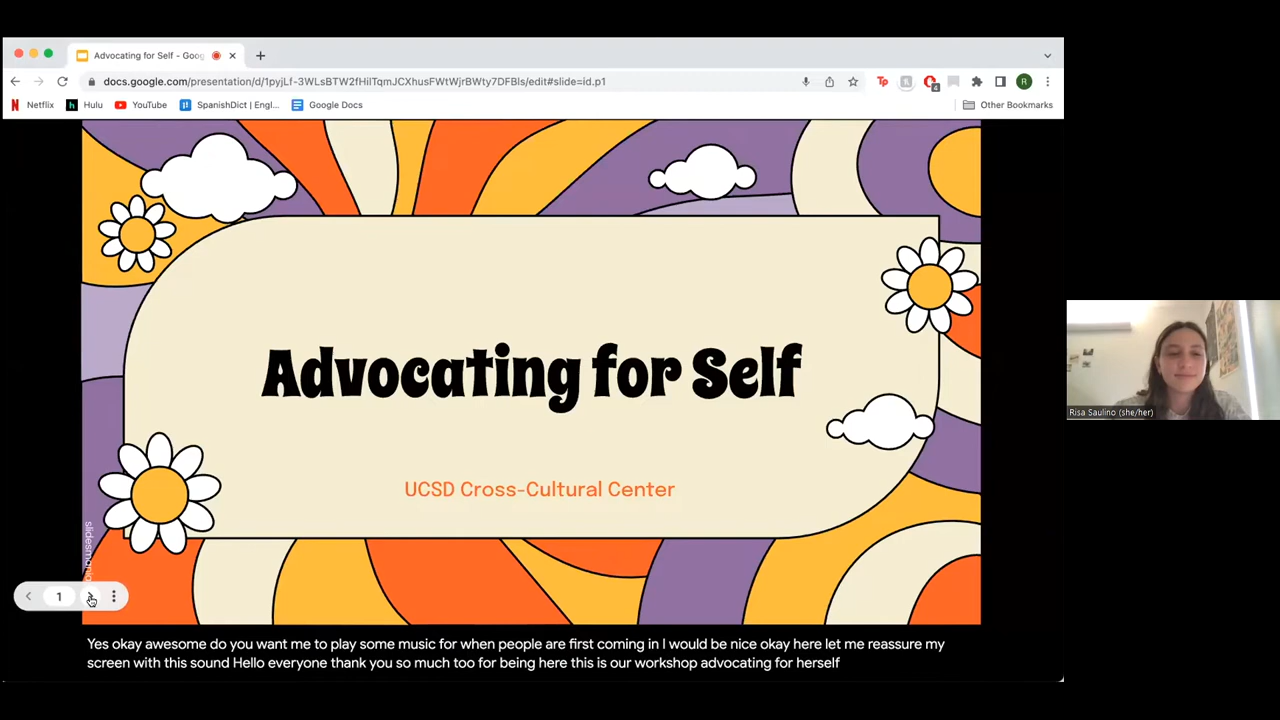 Advocating for Self - Goog
docs.google.com/presentation/d/1pyjLf-3WLsBTW2fHilTqmJCXhusFWtWjrBWty7DFBls/edit#slide=id.p1
Netflix
Hulu
YouTube
SpanishDict | Engl...
Google Docs
Other Bookmarks
Advocating for Self
UCSD Cross-Cultural Center
1
Risa Saulino (she/her)
Yes okay awesome do you want me to play some music for when people are first coming in I would be nice okay here let me reassure my
screen with this sound Hello everyone thank you so much too for being here this is our workshop advocating for herself